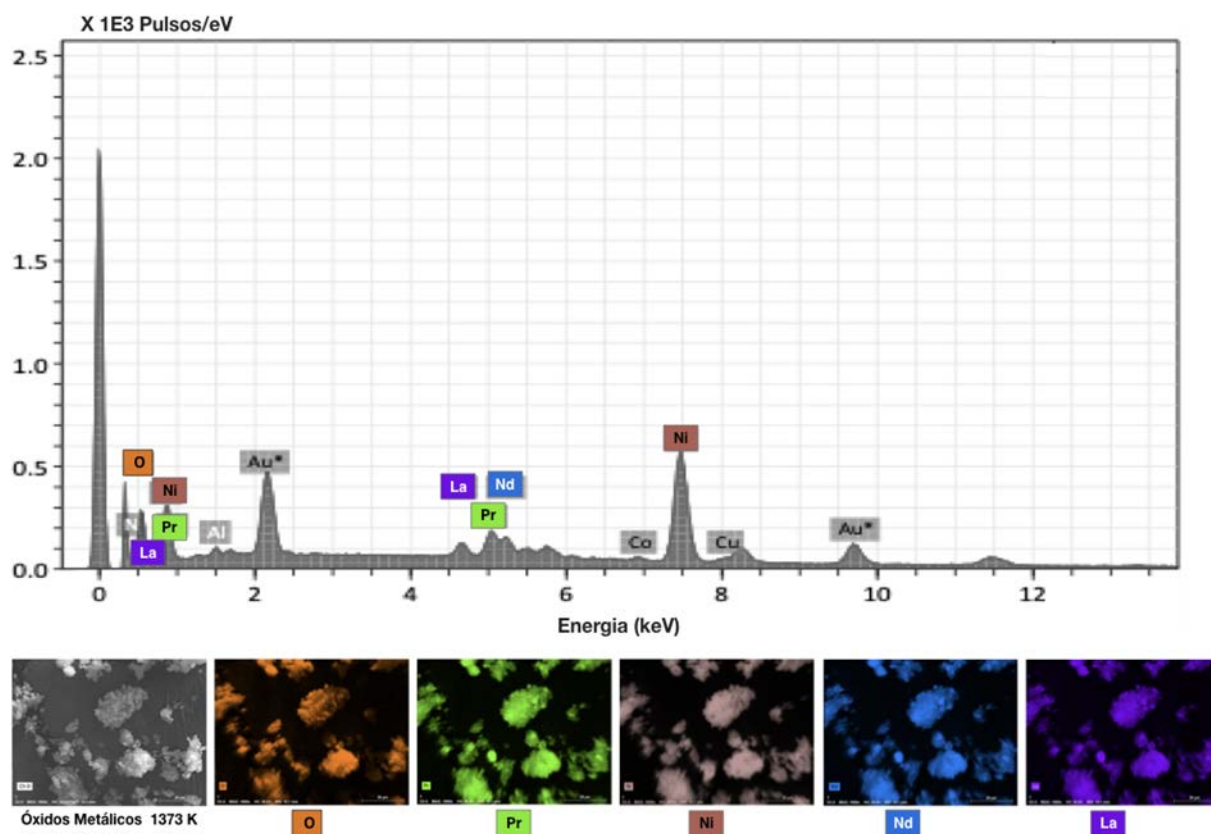 X 1E3 Pulsos/eV
2.5
2.0
1.5
1.0
0.5
0.0
O
Ni
Pr
La
N
Al
Au*
La
Nd
Pr
Ni
Co
Cu
Au*
0 2 4 6 8 10 12
Energia (keV)
Óxidos Metálicos 1373 K
O
Pr
Ni
Nd
La